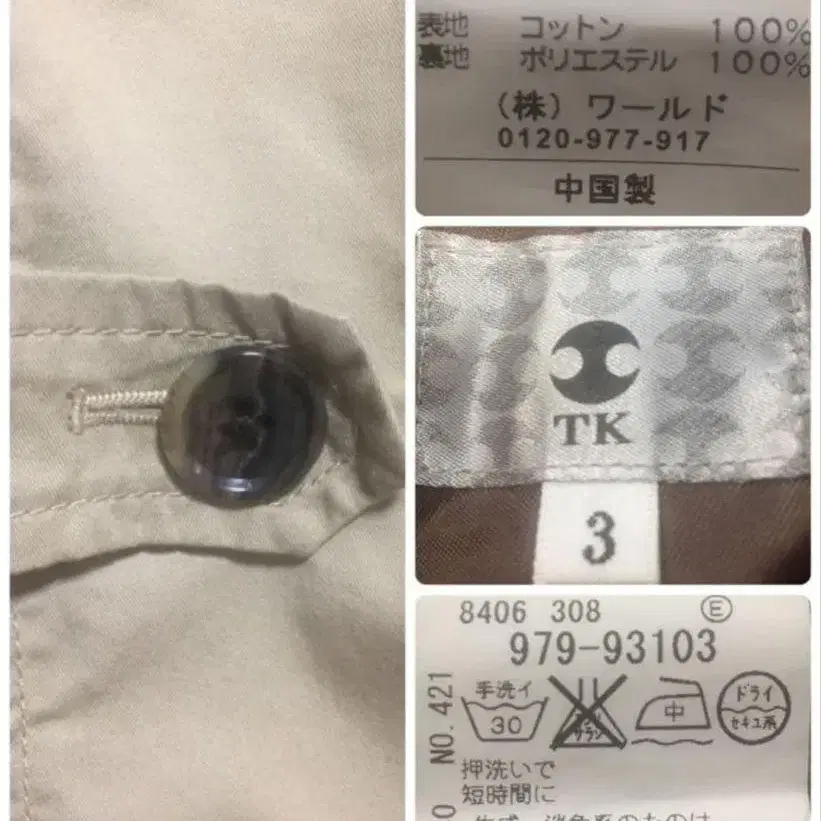 表地 コットン 100%
裏地 ポリエステル 100%
(株) ワールド
0120-977-917
中国製
TK
3
8406 308 E
979-93103
NO.421
手洗イ
30
中
ドライ
セキユ系
押洗いで
短時間に